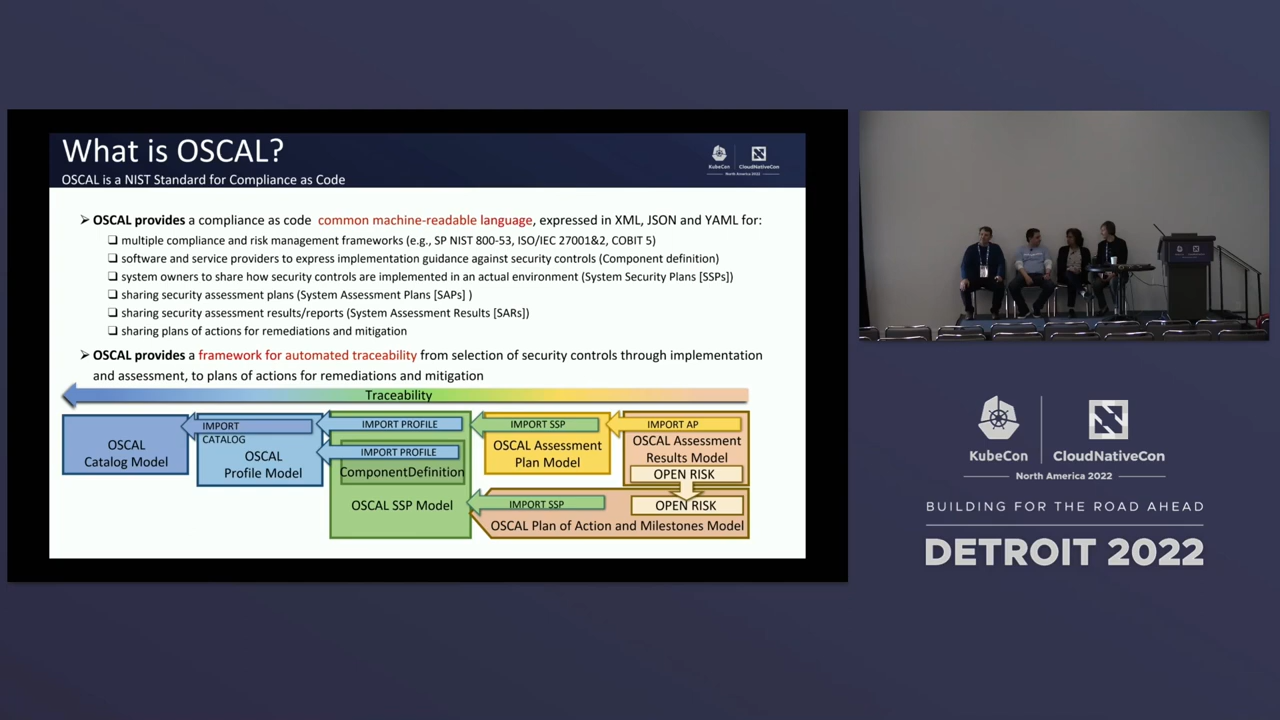 What is OSCAL?
OSCAL is a NIST Standard for Compliance as Code
KubeCon
CloudNativeCon
North America 2022
OSCAL provides a compliance as code common machine-readable language, expressed in XML, JSON and YAML for:
multiple compliance and risk management frameworks (e.g., SP NIST 800-53, ISO/IEC 27001&2, COBIT 5)
software and service providers to express implementation guidance against security controls (Component definition)
system owners to share how security controls are implemented in an actual environment (System Security Plans [SSPs])
sharing security assessment plans (System Assessment Plans [SAPs] )
sharing security assessment results/reports (System Assessment Results [SARs])
sharing plans of actions for remediations and mitigation
OSCAL provides a framework for automated traceability from selection of security controls through implementation
and assessment, to plans of actions for remediations and mitigation
Traceability
OSCAL
Catalog Model
IMPORT
CATALOG
OSCAL
Profile Model
IMPORT PROFILE
IMPORT PROFILE
ComponentDefinition
OSCAL SSP Model
IMPORT SSP
OSCAL Assessment
Plan Model
IMPORT AP
OSCAL Assessment
Results Model
OPEN RISK
IMPORT SSP
OPEN RISK
OSCAL Plan of Action and Milestones Model
KubeCon
CloudNativeCon
North America 2022
BUILDING FOR THE ROAD AHEAD
DETROIT 2022